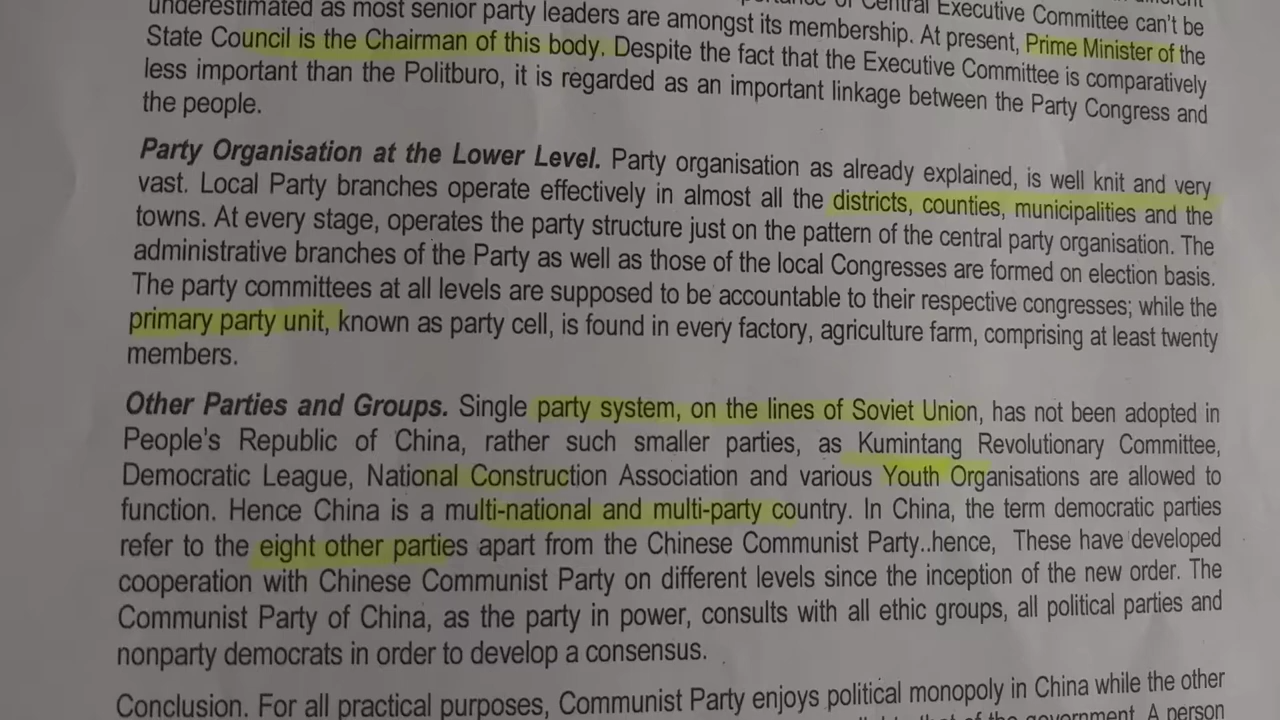 of Central Executive Committee can't be
underestimated as most senior party leaders are amongst its membership. At present, Prime Minister of the
State Council is the Chairman of this body. Despite the fact that the Executive Committee is comparatively
less important than the Politburo, it is regarded as an important linkage between the Party Congress and
the people.
Party Organisation at the Lower Level. Party organisation as already explained, is well knit and very
vast. Local Party branches operate effectively in almost all the districts, counties, municipalities and the
towns. At every stage, operates the party structure just on the pattern of the central party organisation. The
administrative branches of the Party as well as those of the local Congresses are formed on election basis.
The party committees at all levels are supposed to be accountable to their respective congresses; while the
primary party unit, known as party cell, is found in every factory, agriculture farm, comprising at least twenty
members.
Other Parties and Groups. Single party system, on the lines of Soviet Union, has not been adopted in
People's Republic of China, rather such smaller parties, as Kumintang Revolutionary Committee,
Democratic League, National Construction Association and various Youth Organisations are allowed to
function. Hence China is a multi-national and multi-party country. In China, the term democratic parties
refer to the eight other parties apart from the Chinese Communist Party..hence, These have developed
cooperation with Chinese Communist Party on different levels since the inception of the new order. The
Communist Party of China, as the party in power, consults with all ethic groups, all political parties and
nonparty democrats in order to develop a consensus.
Conclusion. For all practical purposes, Communist Party enjoys political monopoly in China while the other
of the government. A person